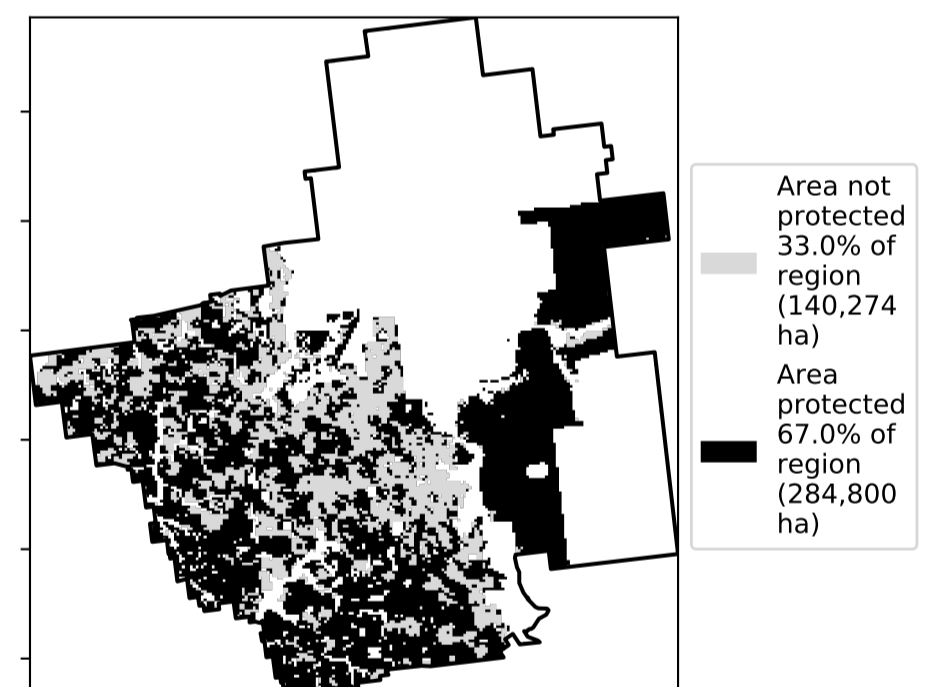 Area not
protected
33.0% of
region
(140,274
ha)
Area
protected
67.0% of
region
(284,800
ha)